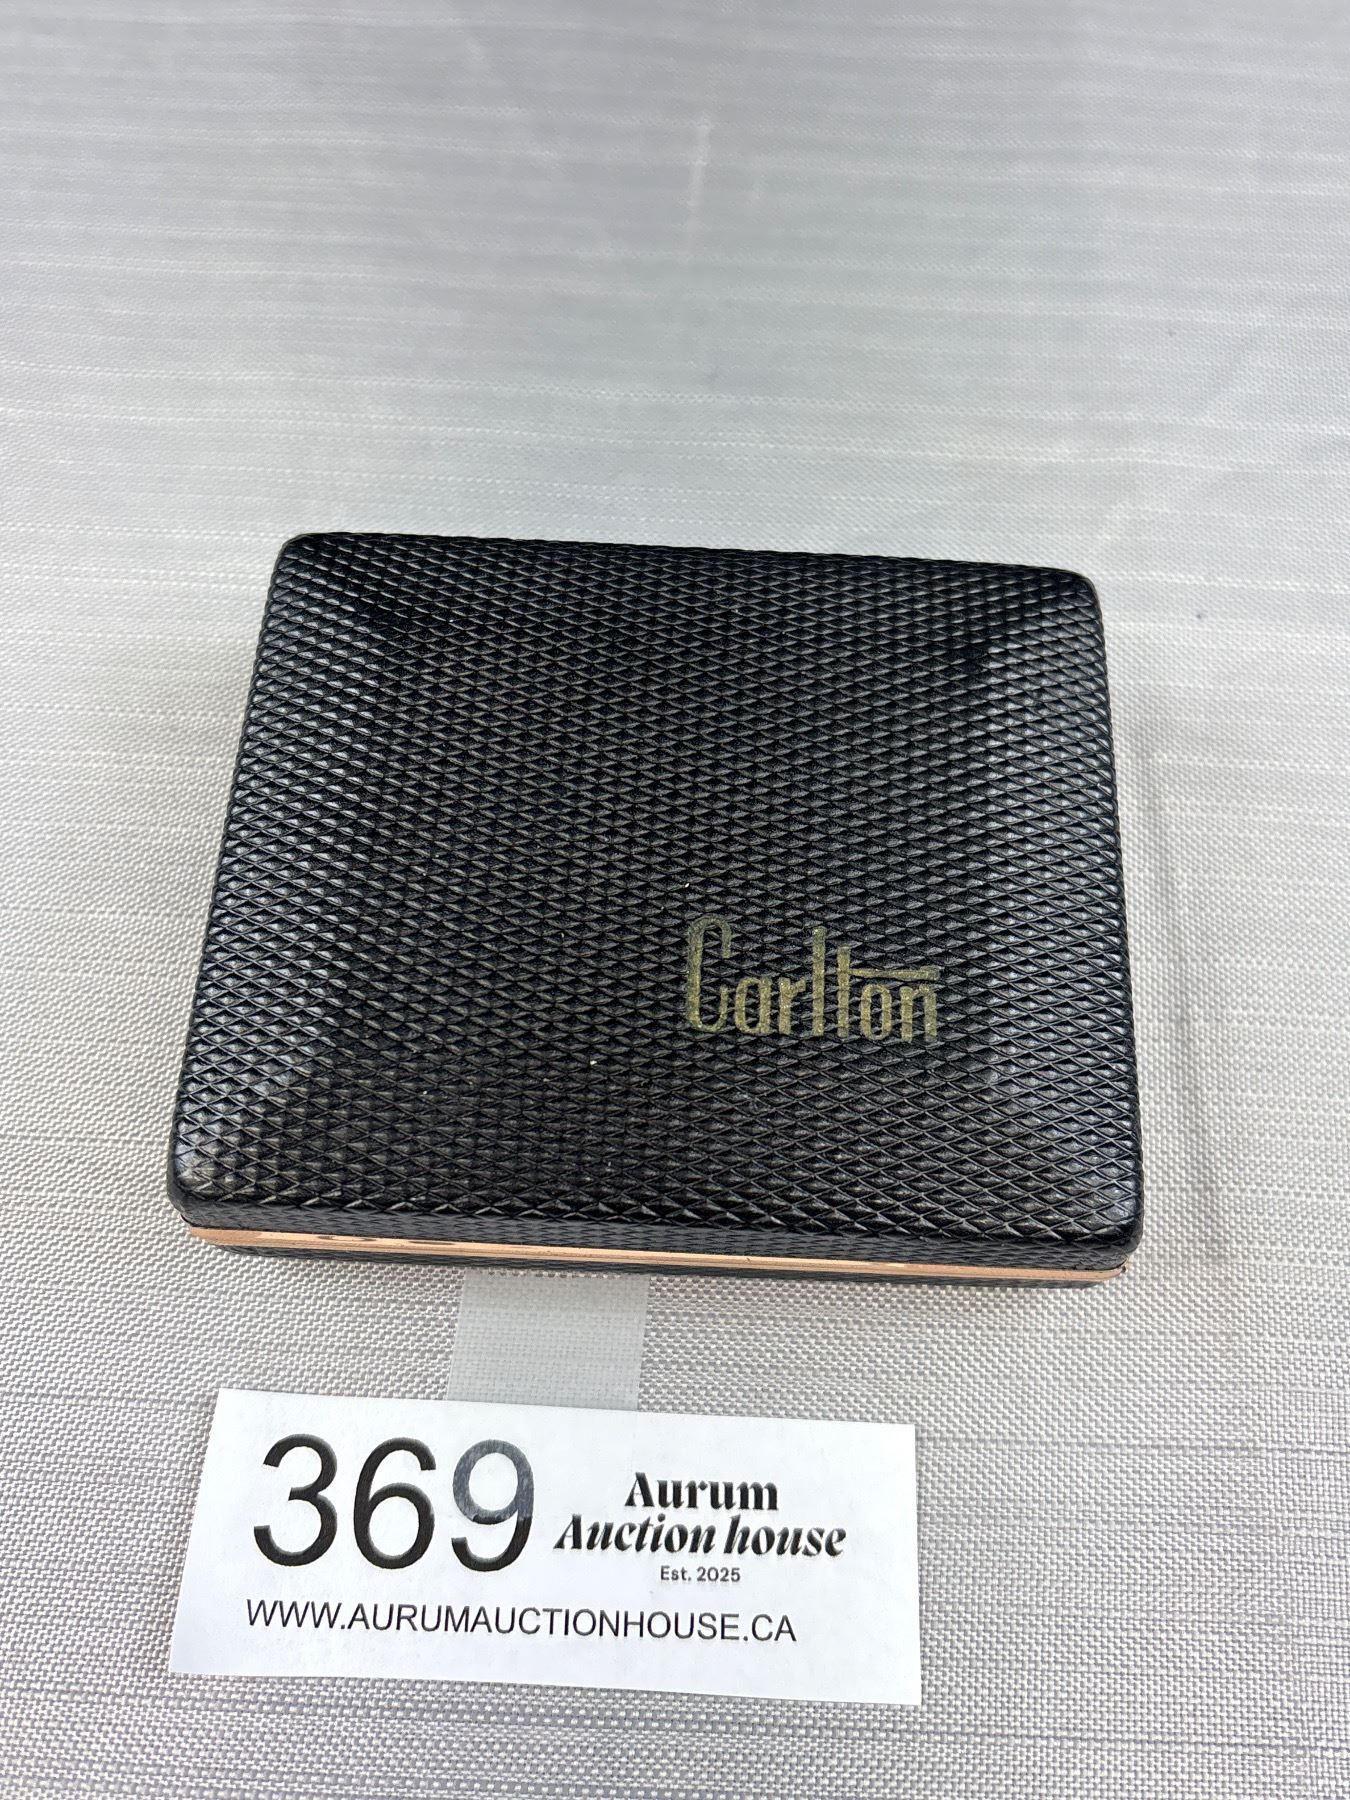 Carlton
369
Aurum
Auction house
Est. 2025
WWW.AURUMAUCTIONHOUSE.CA